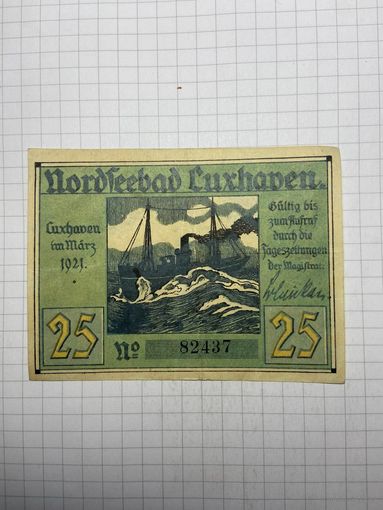 Nordseebad Cuxhaven.
Cuxhaven
im März
1921.
Gültig bis
zum Aufruf
durch die
Tageszeitungen
der Magistrat:
25
No 82437
25